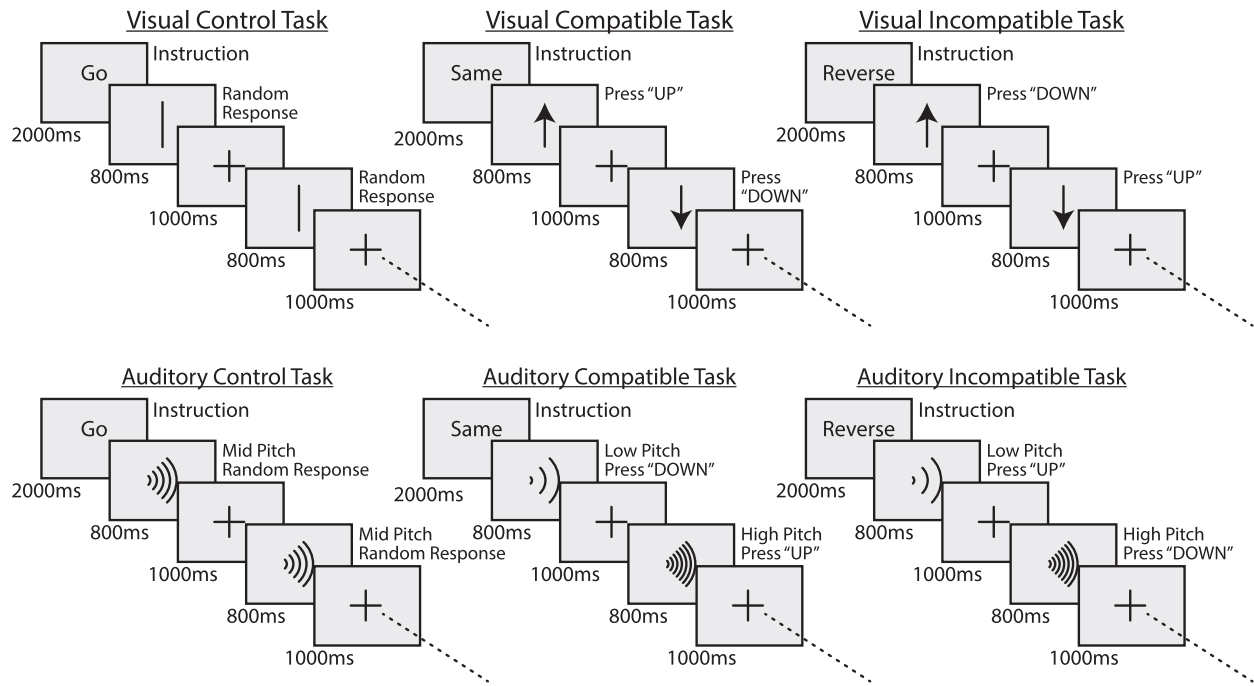 Visual Control Task
Go
Instruction
2000ms
Random
Response
800ms
1000ms
Random
Response
800ms
1000ms
Visual Compatible Task
Same
Instruction
2000ms
Press “UP”
800ms
1000ms
Press
“DOWN”
800ms
1000ms
Visual Incompatible Task
Reverse
Instruction
2000ms
Press “DOWN”
800ms
1000ms
Press “UP”
800ms
1000ms
Auditory Control Task
Go
Instruction
2000ms
Mid Pitch
Random Response
800ms
1000ms
Mid Pitch
Random Response
800ms
1000ms
Auditory Compatible Task
Same
Instruction
2000ms
Low Pitch
Press “DOWN”
800ms
1000ms
High Pitch
Press “UP”
800ms
1000ms
Auditory Incompatible Task
Reverse
Instruction
2000ms
Low Pitch
Press “UP”
800ms
1000ms
High Pitch
Press “DOWN”
800ms
1000ms